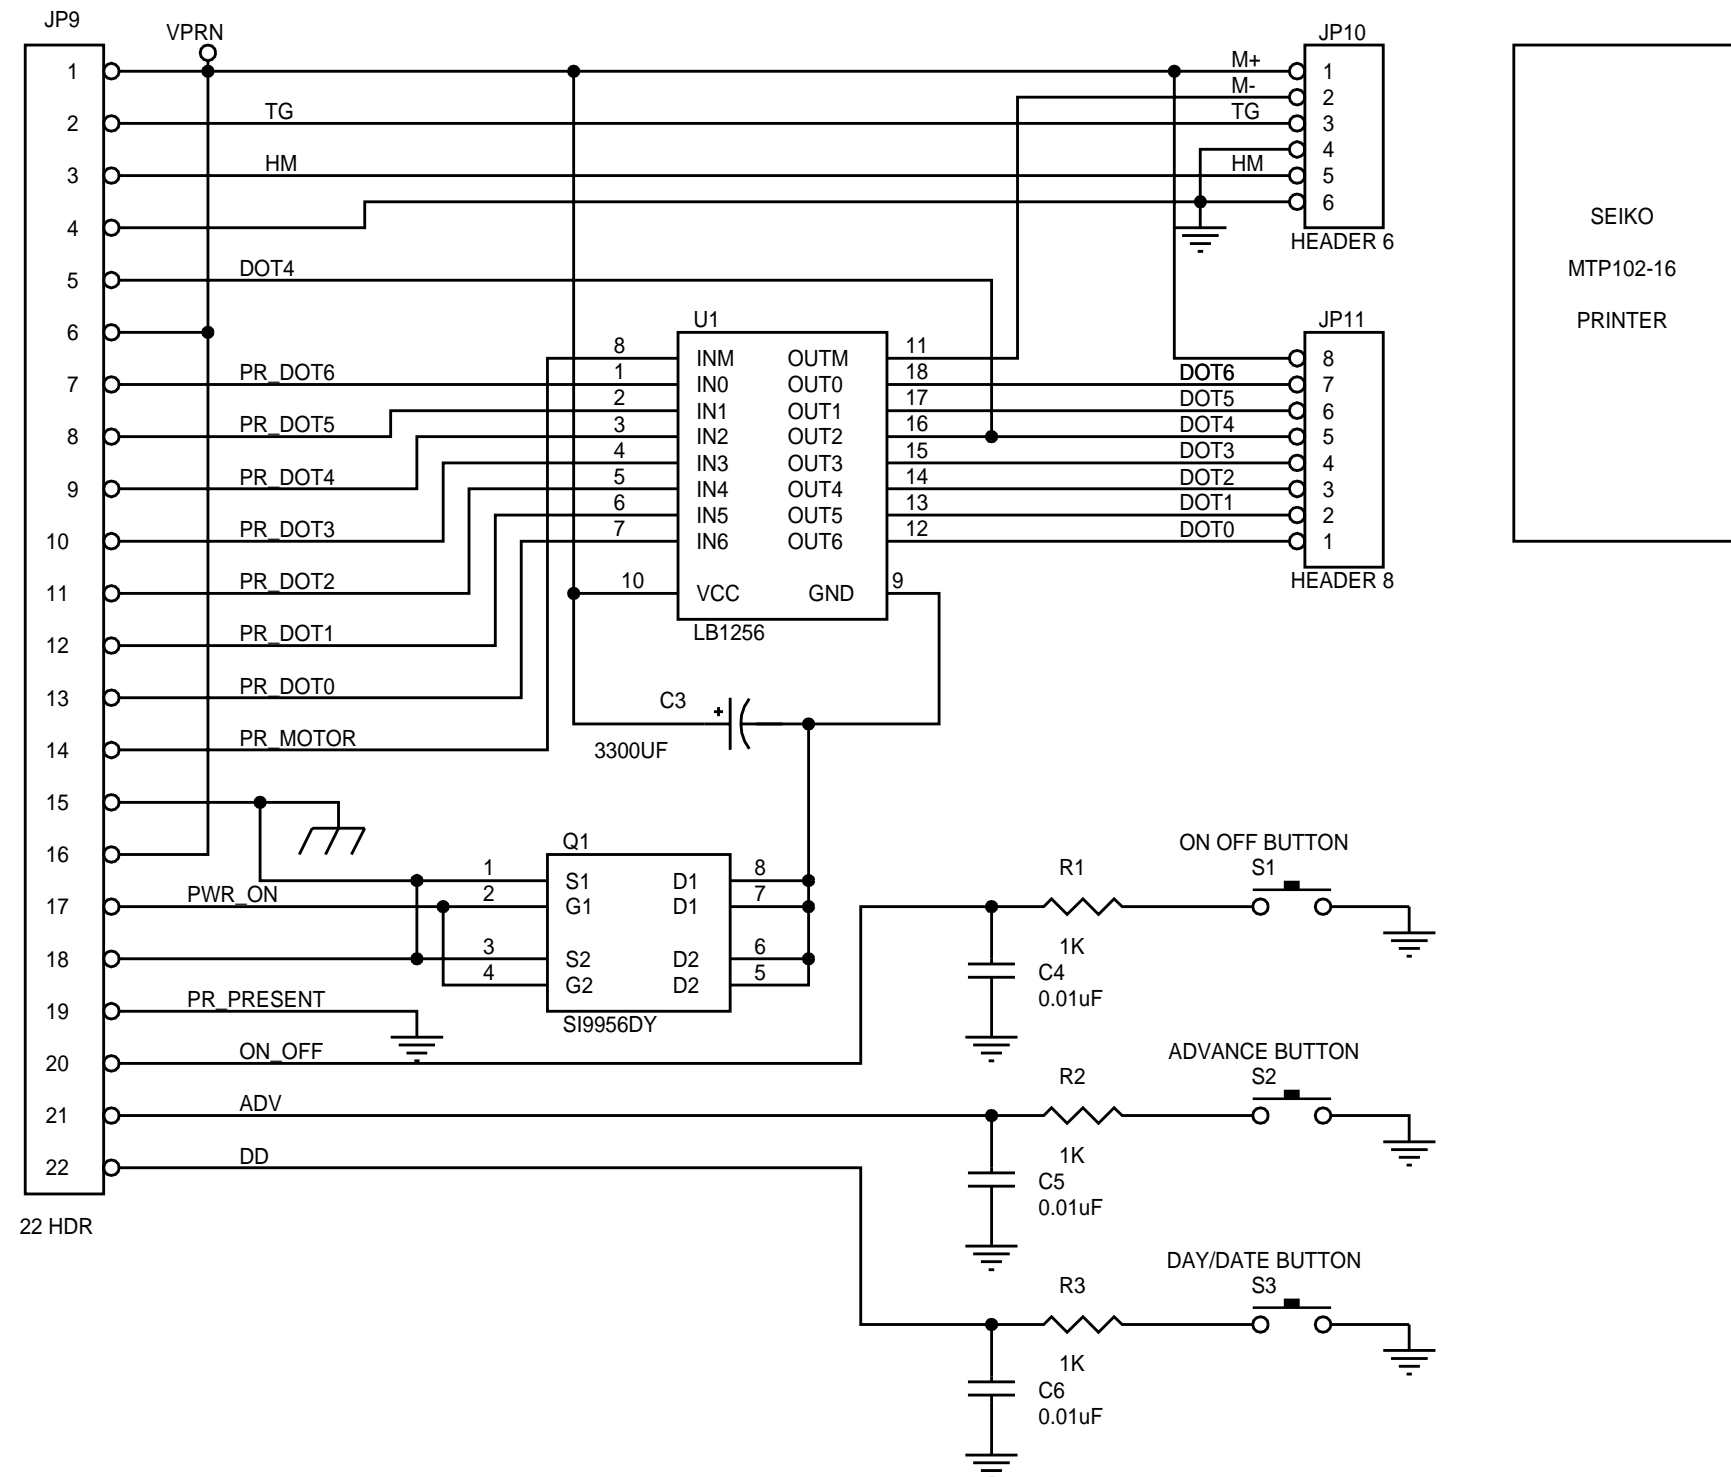 JP9
VPRN
JP10
1
M+
1
M-
2
2
TG
TG
3
4
3
HM
HM
5
4
6
HEADER 6
SEIKO
MTP102-16
PRINTER
5
DOT4
6
U1
JP11
8
INM
OUTM
11
8
7
PR_DOT6
1
IN0
OUT0
18
DOT6
7
2
IN1
OUT1
17
DOT5
6
8
PR_DOT5
3
IN2
OUT2
16
DOT4
5
4
IN3
OUT3
15
DOT3
4
9
PR_DOT4
5
IN4
OUT4
14
DOT2
3
6
IN5
OUT5
13
DOT1
2
10
PR_DOT3
7
IN6
OUT6
12
DOT0
1
11
PR_DOT2
10
VCC
GND
9
HEADER 8
LB1256
12
PR_DOT1
13
PR_DOT0
C3
+
3300UF
14
PR_MOTOR
15
16
Q1
1
S1
D1
8
17
PWR_ON
2
G1
D1
7
18
3
S2
D2
6
4
G2
D2
5
SI9956DY
19
PR_PRESENT
20
ON_OFF
21
ADV
22
DD
22 HDR
ON OFF BUTTON
R1
S1
1K
C4
0.01uF
ADVANCE BUTTON
R2
S2
1K
C5
0.01uF
DAY/DATE BUTTON
R3
S3
1K
C6
0.01uF